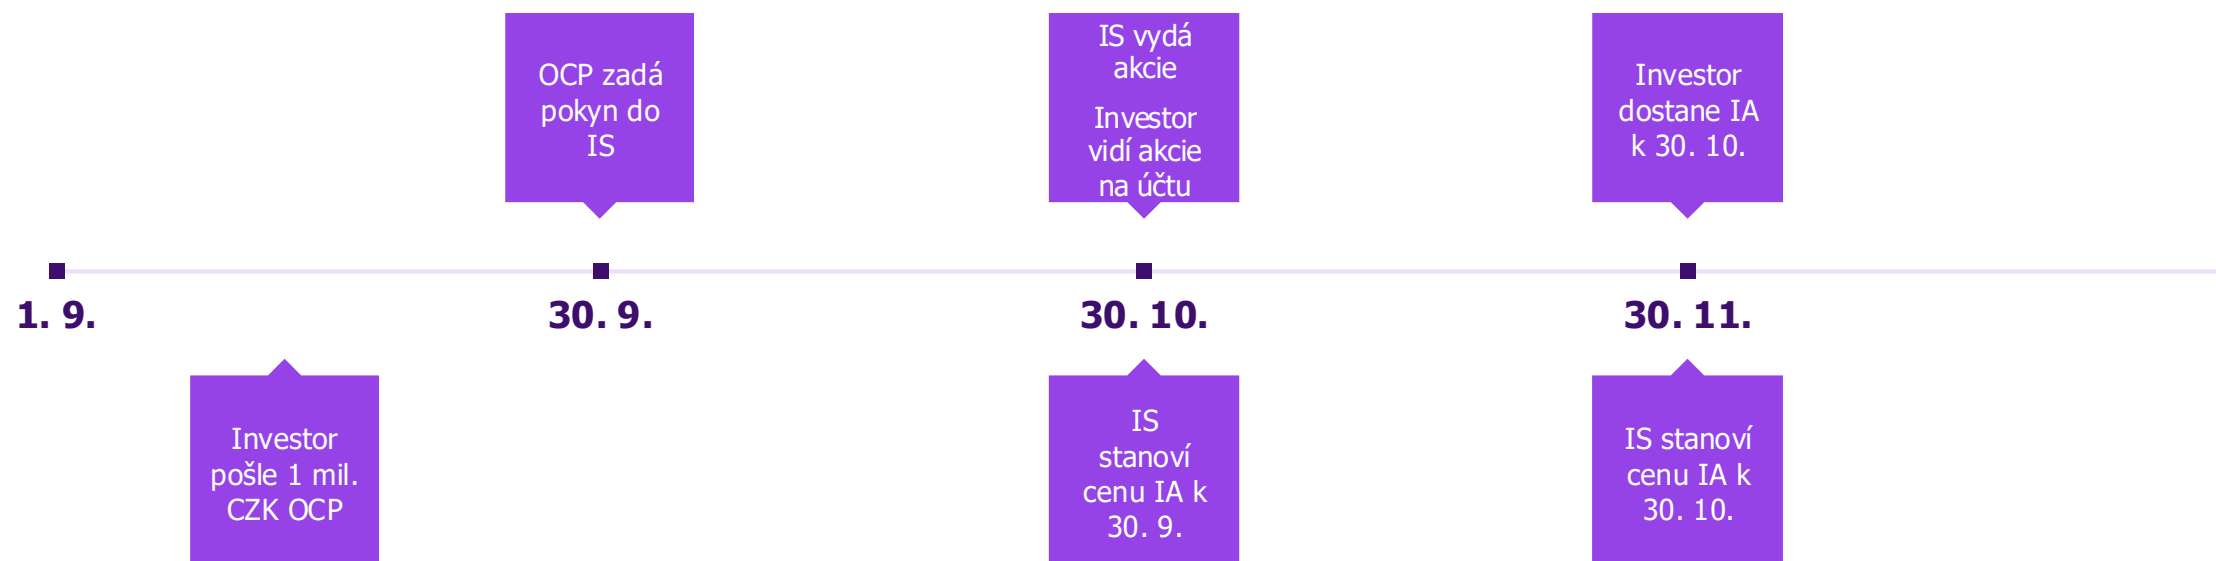 OCP zadá
pokyn do
IS
IS vydá
akcie
Investor
vidí akcie
na účtu
Investor
dostane IA
k 30. 10.
1. 9.
30. 9.
30. 10.
30. 11.
Investor
pošle 1 mil.
CZK OCP
IS
stanoví
cenu IA k
30. 9.
IS stanoví
cenu IA k
30. 10.